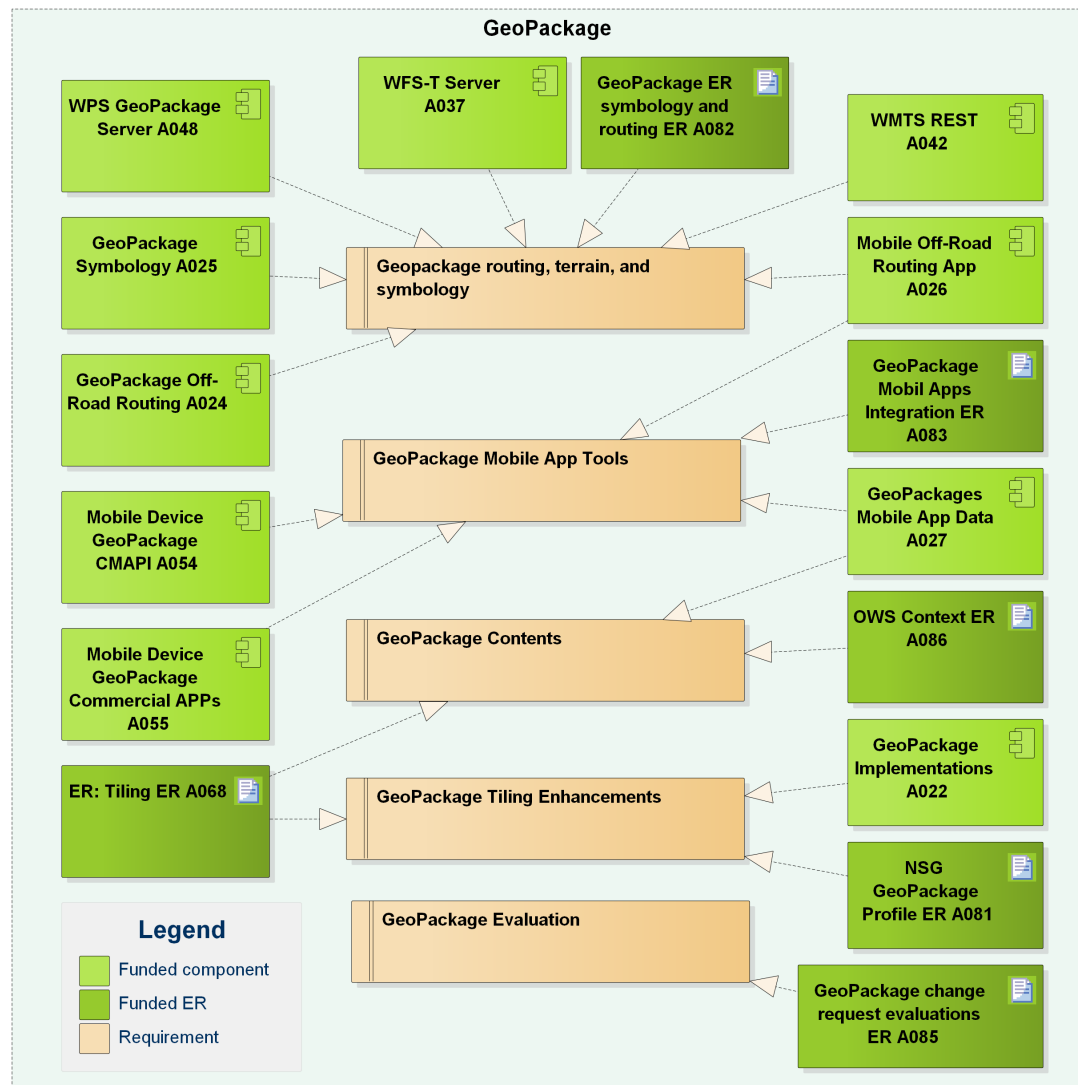 GeoPackage
WPS GeoPackage
Server A048
WFS-T Server
A037
GeoPackage ER
symbology and
routing ER A082
WMTS REST
A042
GeoPackage
Symbology A025
Geopackage routing, terrain, and
symbology
Mobile Off-Road
Routing App
A026
GeoPackage Off-
Road Routing A024
GeoPackage
Mobil Apps
Integration ER
A083
GeoPackage Mobile App Tools
Mobile Device
GeoPackage
CMAPI A054
GeoPackages
Mobile App Data
A027
Mobile Device
GeoPackage
Commercial APPs
A055
GeoPackage Contents
OWS Context ER
A086
ER: Tiling ER A068
GeoPackage Tiling Enhancements
GeoPackage
Implementations
A022
NSG
GeoPackage
Profile ER A081
GeoPackage Evaluation
GeoPackage change
request evaluations
ER A085
Legend
Funded component
Funded ER
Requirement